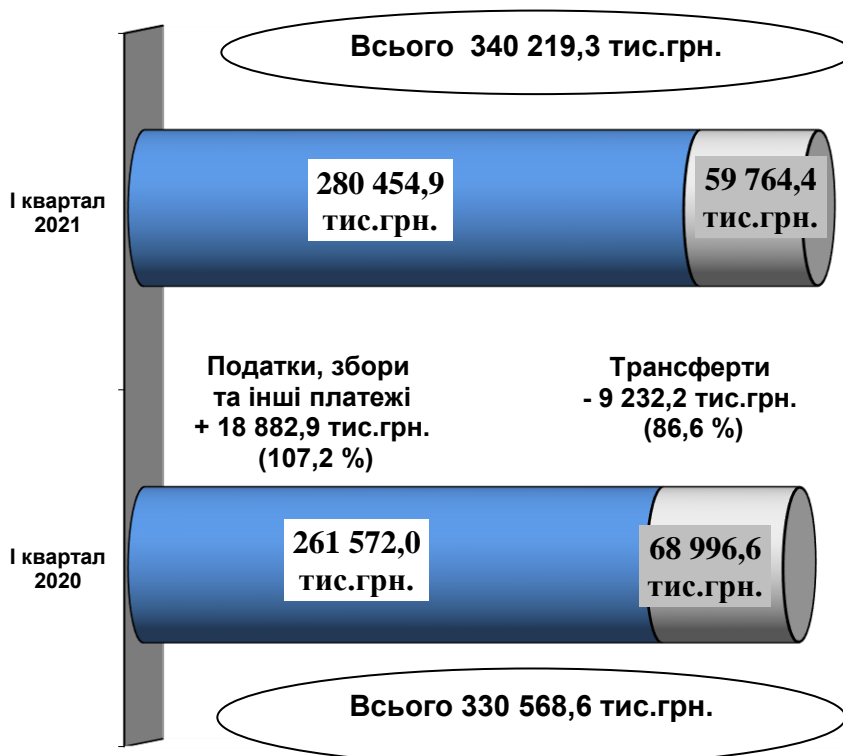 Всього 340 219,3 тис.грн.
280 454,9
тис.грн.
59 764,4
тис.грн.
І квартал
2021
Податки, збори
та інші платежі
+ 18 882,9 тис.грн.
(107,2 %)
Трансферти
- 9 232,2 тис.грн.
(86,6 %)
261 572,0
тис.грн.
68 996,6
тис.грн.
І квартал
2020
Всього 330 568,6 тис.грн.